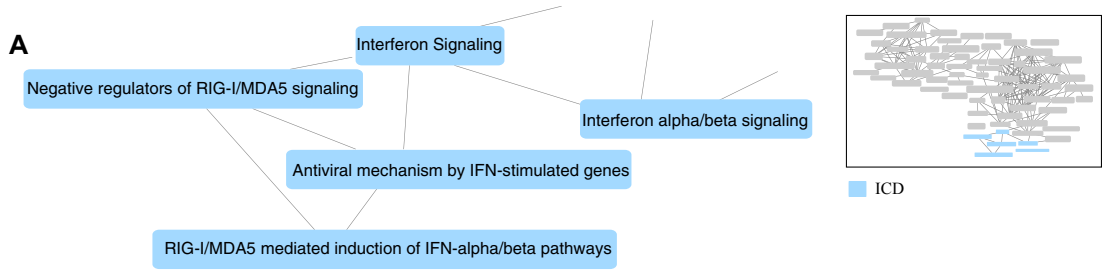 A
Interferon Signaling
Negative regulators of RIG-I/MDA5 signaling
Interferon alpha/beta signaling
Antiviral mechanism by IFN-stimulated genes
RIG-I/MDA5 mediated induction of IFN-alpha/beta pathways
ICD